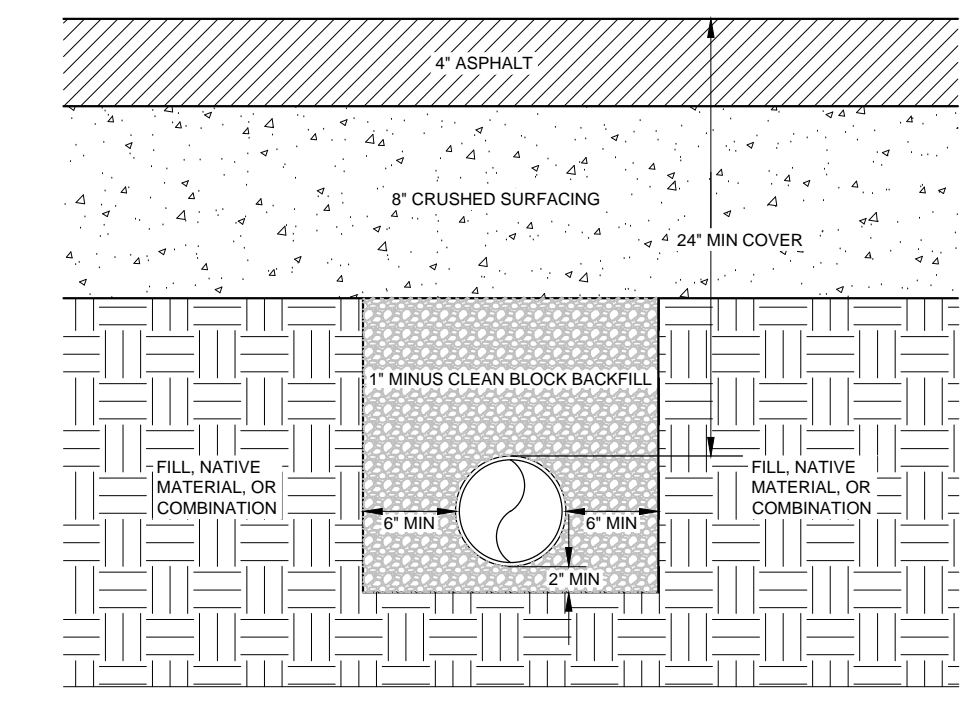 4" ASPHALT
8" CRUSHED SURFACING
24" MIN COVER
1" MINUS CLEAN BLOCK BACKFILL
FILL, NATIVE
MATERIAL, OR
COMBINATION
FILL, NATIVE
MATERIAL, OR
COMBINATION
6" MIN
6" MIN
2" MIN